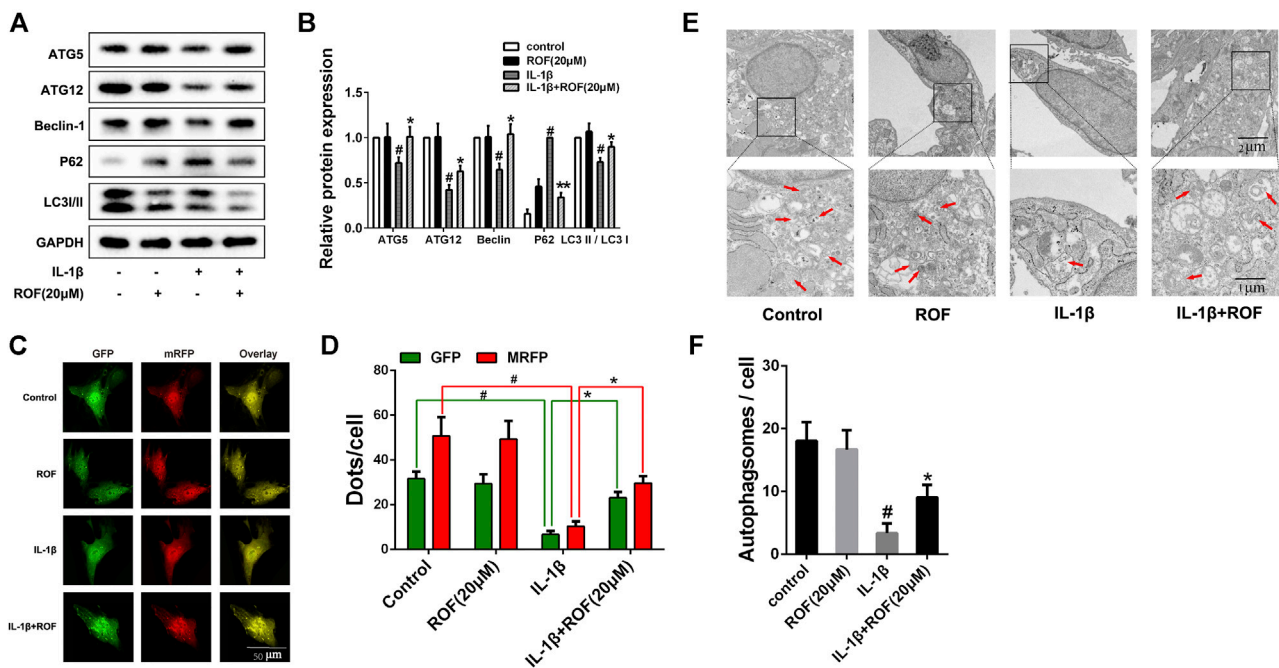 A
ATG5
ATG12
Beclin-1
P62
LC3I/II
GAPDH
IL-1β - - + +
ROF(20μM) - + - +
B
control
ROF(20μM)
IL-1β
IL-1β+ROF(20μM)
Relative protein expression
1.5
1.0
0.5
0.0
# * # * # * # ** # *
ATG5 ATG12 Beclin P62 LC3 II / LC3 I
C
GFP mRFP Overlay
Control
ROF
IL-1β
IL-1β+ROF
50 μm
D
GFP MRFP
Dots/cell
80
60
40
20
0
# *
# *
Control ROF(20μM) IL-1β IL-1β+ROF(20μM)
E
2μm
1μm
Control ROF IL-1β IL-1β+ROF
F
Autophagsomes / cell
30
20
10
0
# *
control ROF(20μM) IL-1β IL-1β+ROF(20μM)